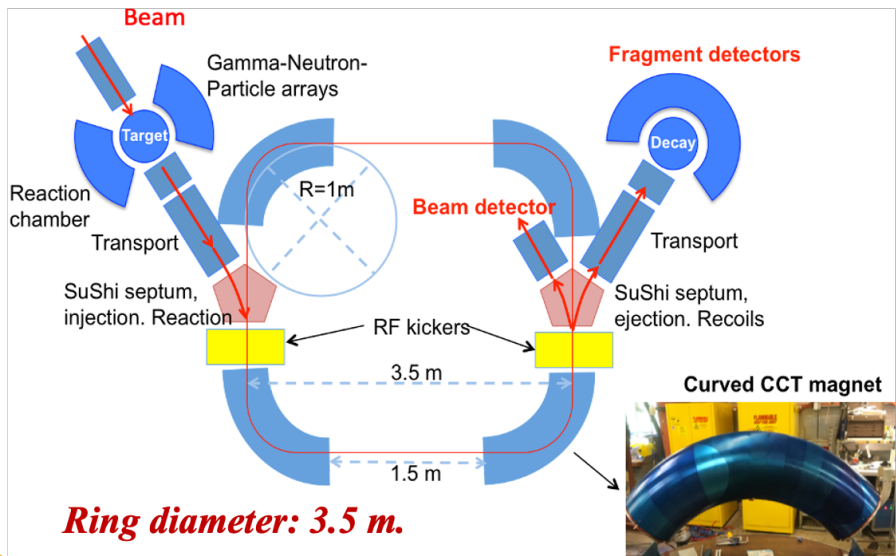 Beam
Gamma-Neutron-
Particle arrays
Fragment detectors
Target
Decay
Reaction
chamber
R=1m
Beam detector
Transport
Transport
SuShi septum,
injection. Reaction
SuShi septum,
ejection. Recoils
RF kickers
3.5 m
Curved CCT magnet
1.5 m
Ring diameter: 3.5 m.